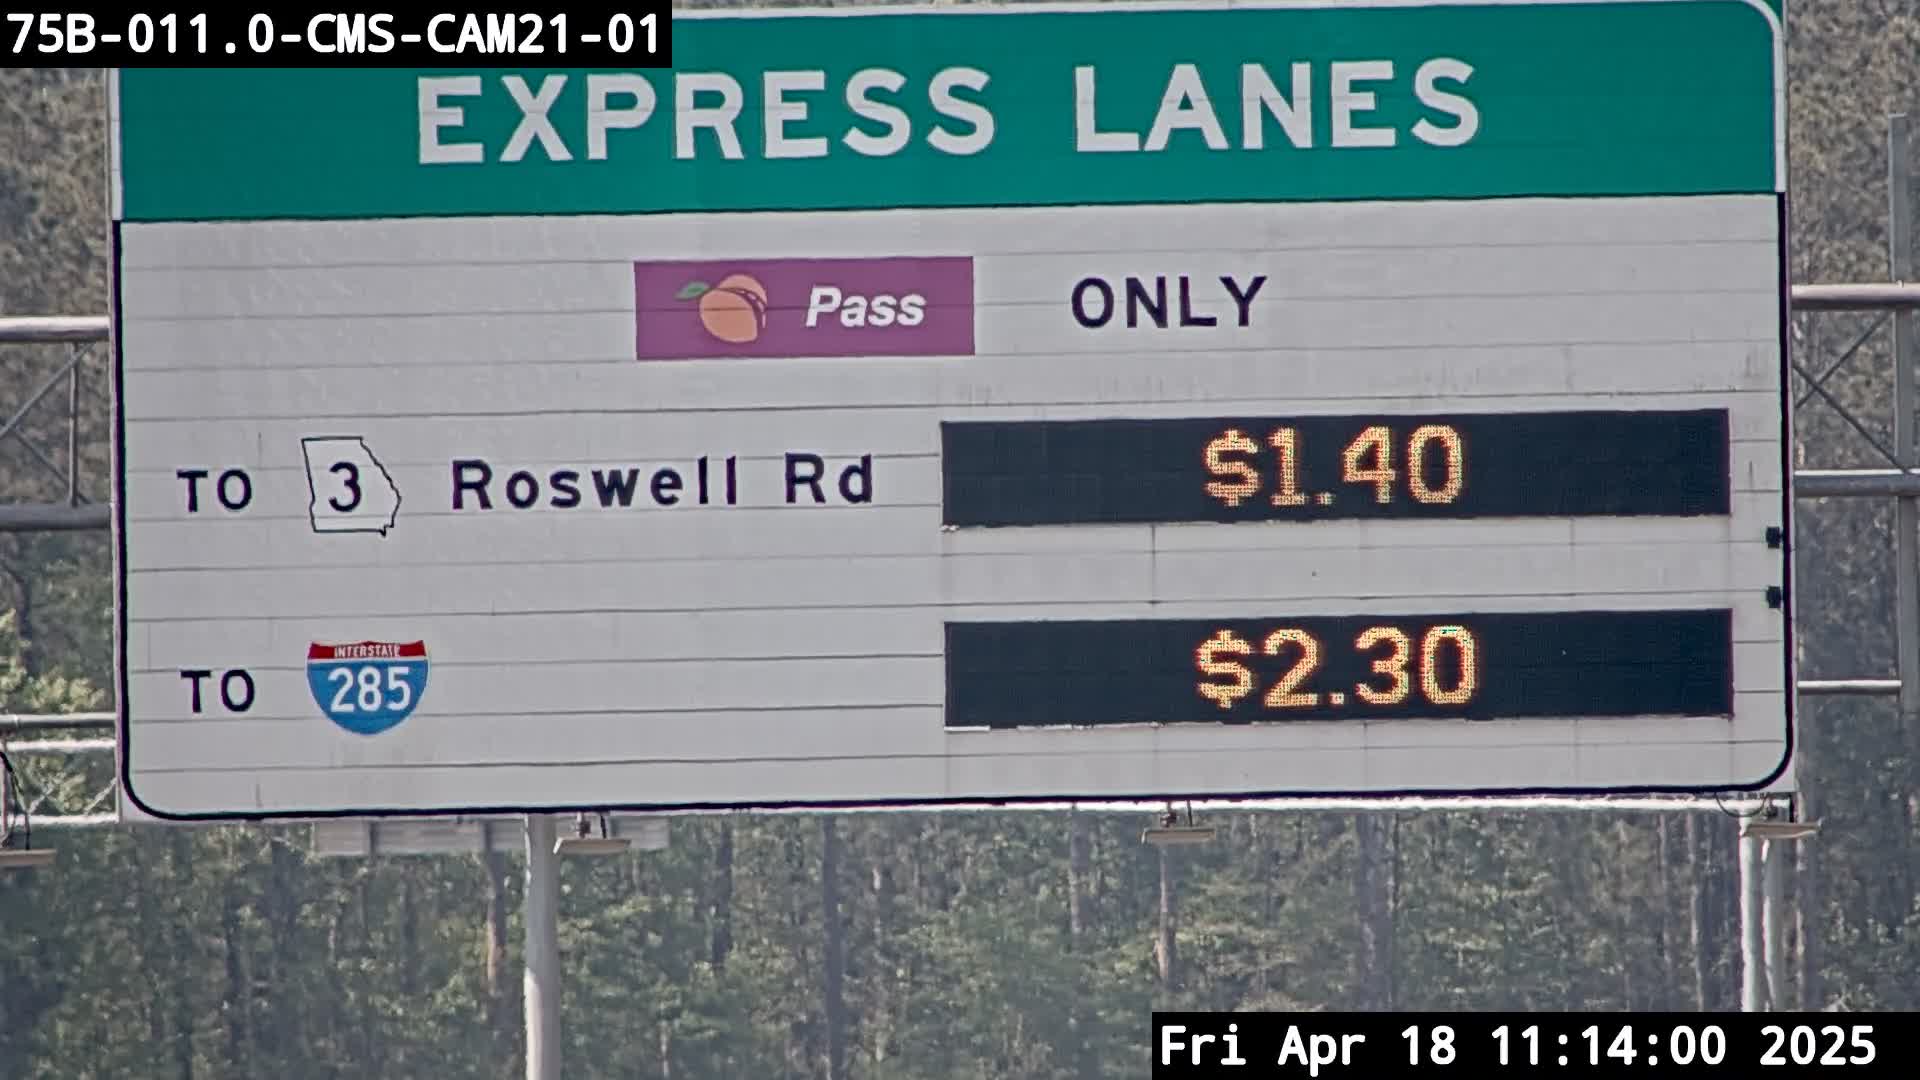 75B-011.0-CMS-CAM21-01
EXPRESS LANES
Pass ONLY
TO 3 Roswell Rd $1.40
TO INTERSTATE 285 $2.30
Fri Apr 18 11:14:00 2025